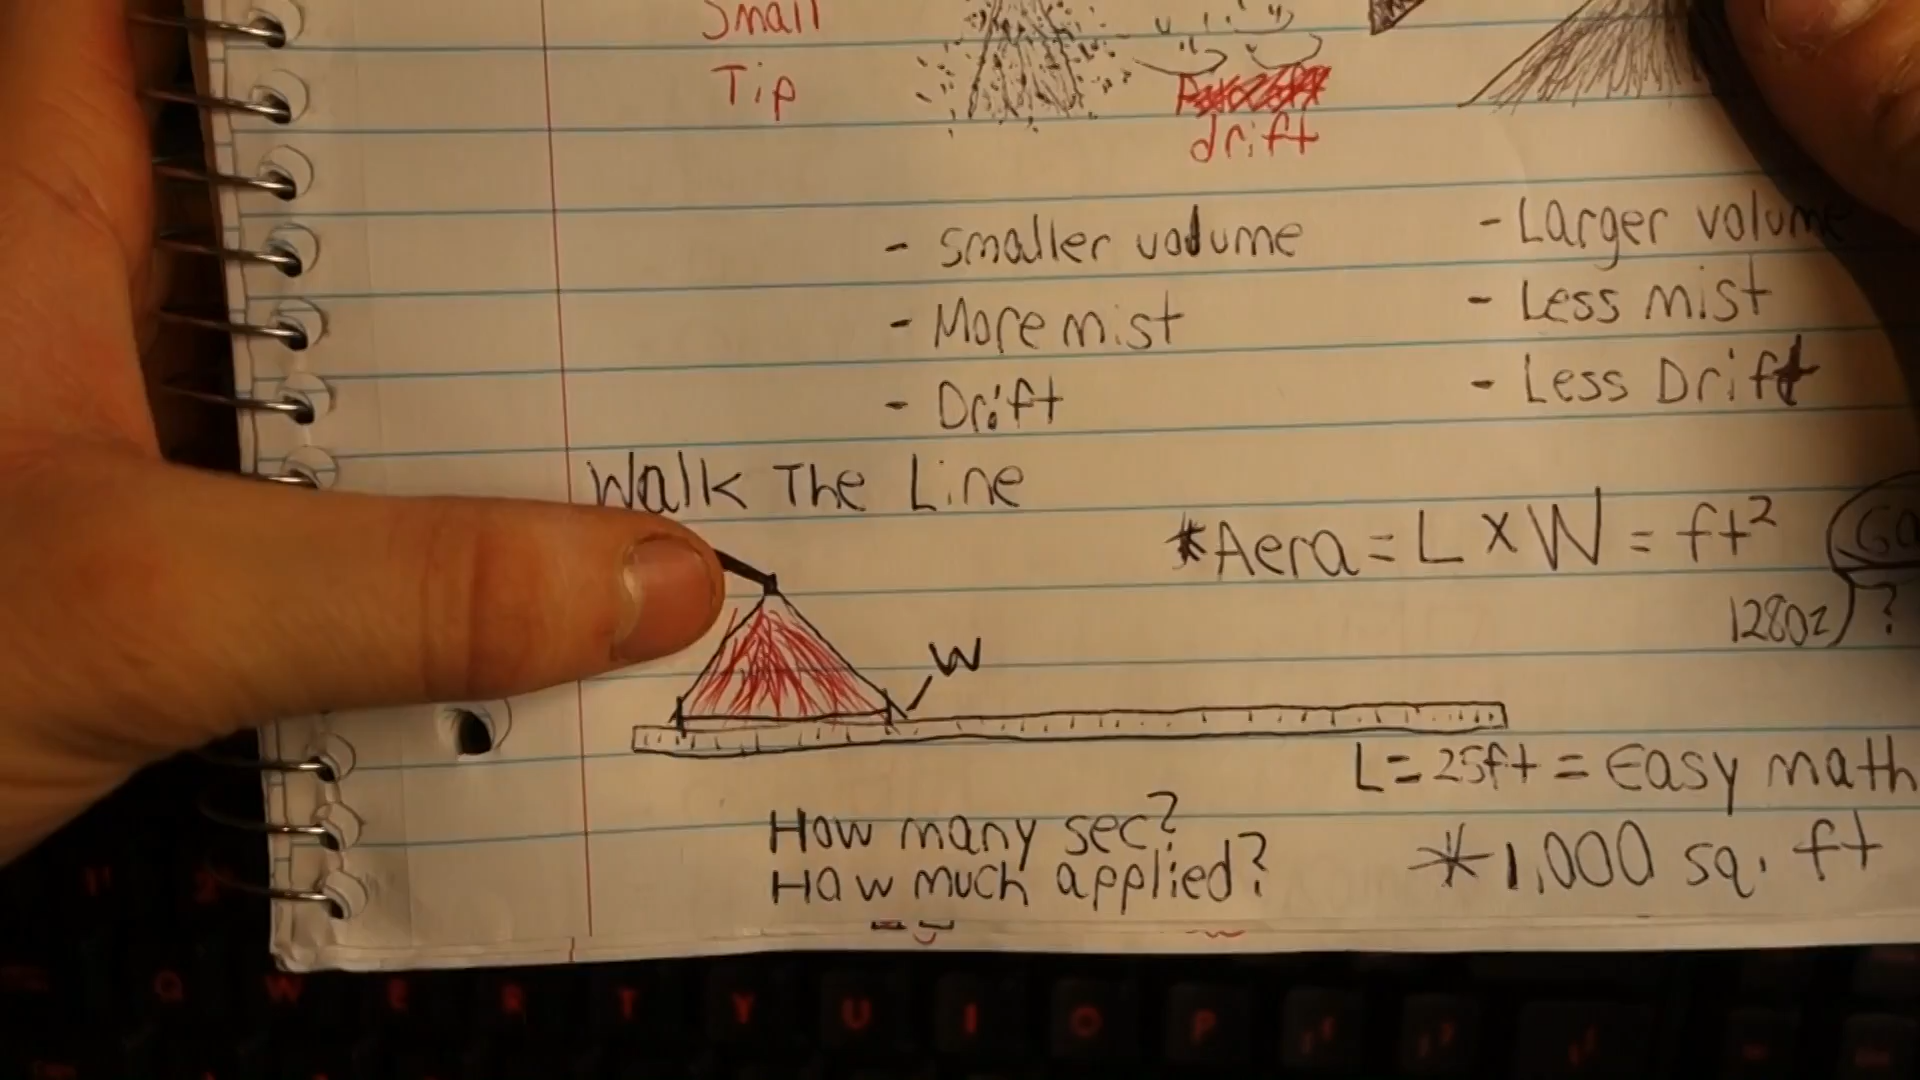 Small
Tip
drift
- smaller volume
- More mist
- Drift
- Larger volume
- Less mist
- Less Drift
Walk The Line
*Aera = L x W = ft²
128oz ) ?
W
L = 25ft = Easy math
How many sec?
How much applied?
*1,000 sq. ft
Q W E R T Y U I O P